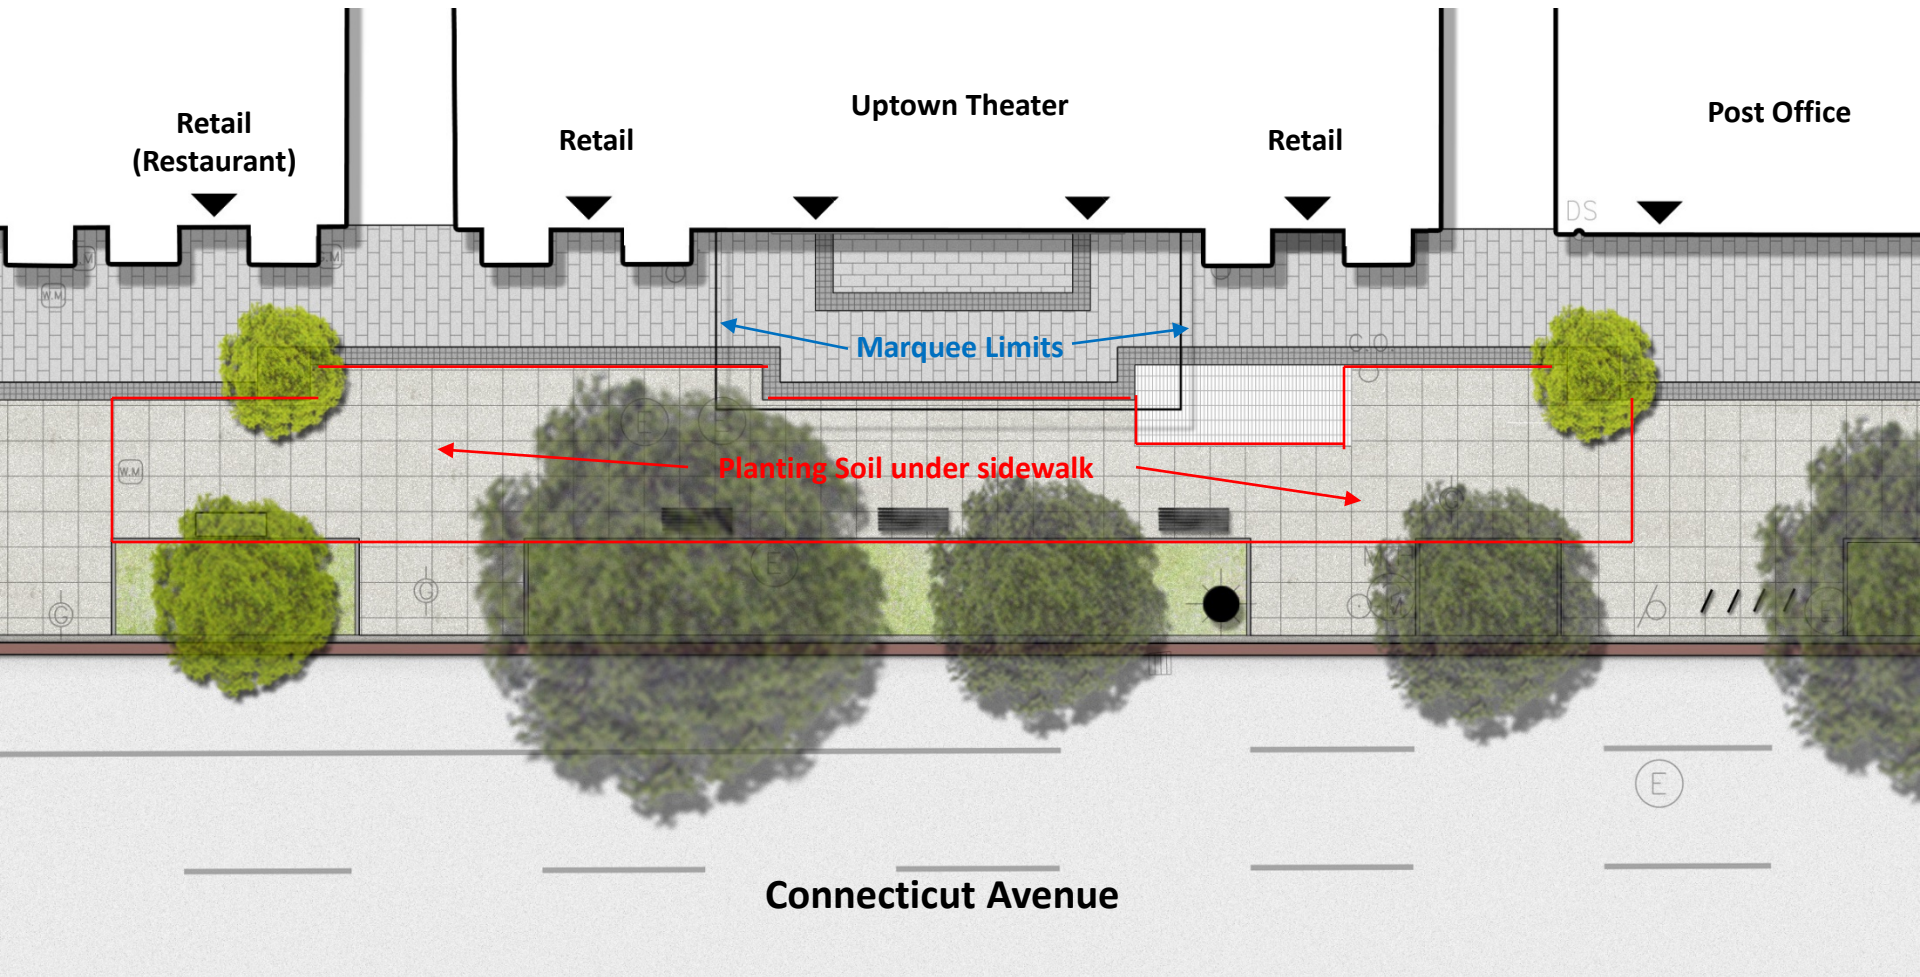 Uptown Theater
Post Office
Retail
(Restaurant)
Retail
Retail
DS
W.M.
C.O.
Marquee Limits
E
E
Planting Soil under sidewalk
W.M
E
G
G
E
Connecticut Avenue